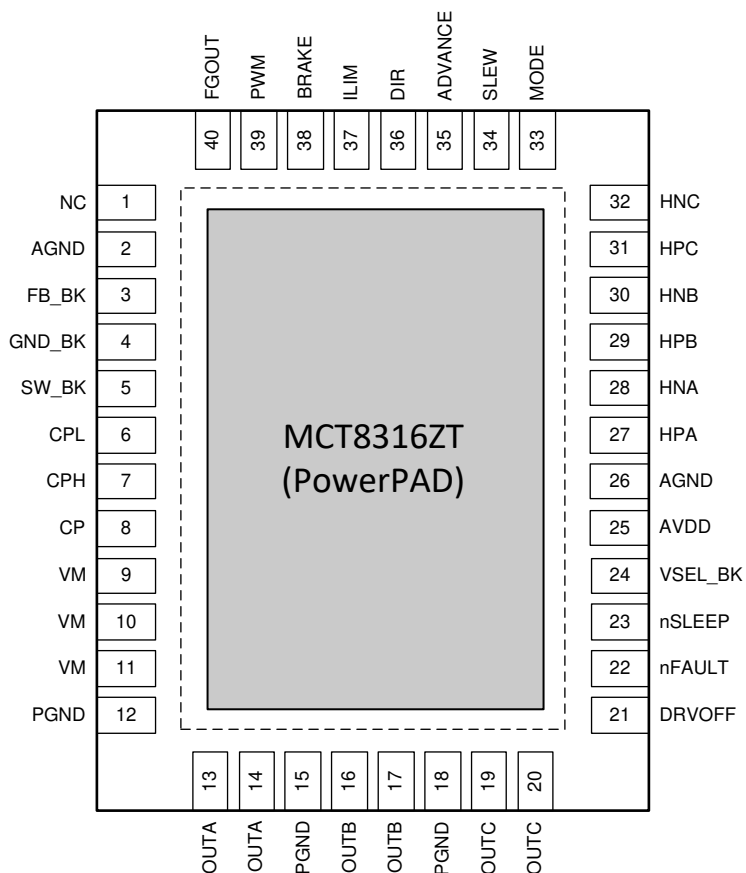 FGOUT
PWM
BRAKE
ILIM
DIR
ADVANCE
SLEW
MODE
40
39
38
37
36
35
34
33
NC 1
AGND 2
FB_BK 3
GND_BK 4
SW_BK 5
CPL 6
CPH 7
CP 8
VM 9
VM 10
VM 11
PGND 12
MCT8316ZT
(PowerPAD)
32 HNC
31 HPC
30 HNB
29 HPB
28 HNA
27 HPA
26 AGND
25 AVDD
24 VSEL_BK
23 nSLEEP
22 nFAULT
21 DRVOFF
13
14
15
16
17
18
19
20
OUTA
OUTA
PGND
OUTB
OUTB
PGND
OUTC
OUTC